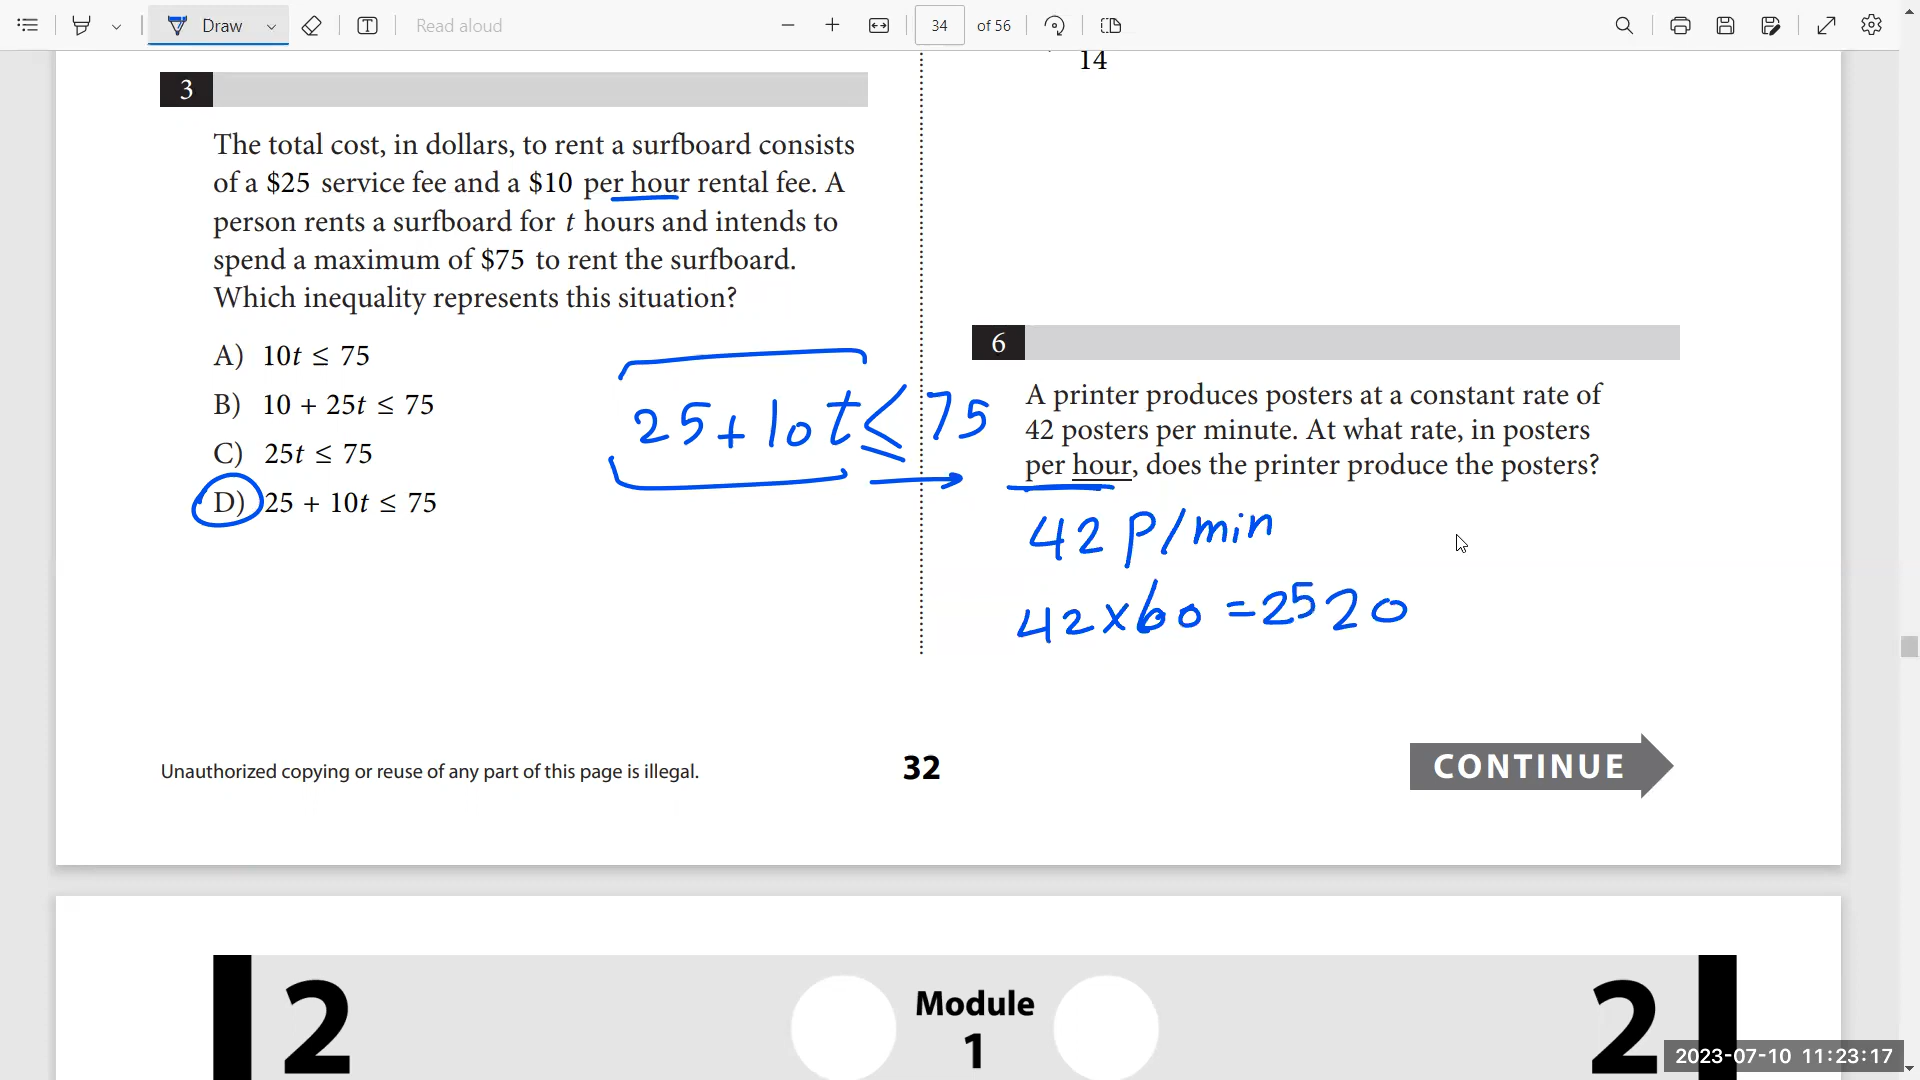 Draw
Read aloud
34 of 56
3
The total cost, in dollars, to rent a surfboard consists
of a $25 service fee and a $10 per hour rental fee. A
person rents a surfboard for t hours and intends to
spend a maximum of $75 to rent the surfboard.
Which inequality represents this situation?
A) 10t ≤ 75
B) 10 + 25t ≤ 75
C) 25t ≤ 75
D) 25 + 10t ≤ 75
25+10t≤75
14
6
A printer produces posters at a constant rate of
42 posters per minute. At what rate, in posters
per hour, does the printer produce the posters?
42 P/min
42x60=2520
Unauthorized copying or reuse of any part of this page is illegal.
32
CONTINUE
2
Module
1
2
2023-07-10 11:23:17